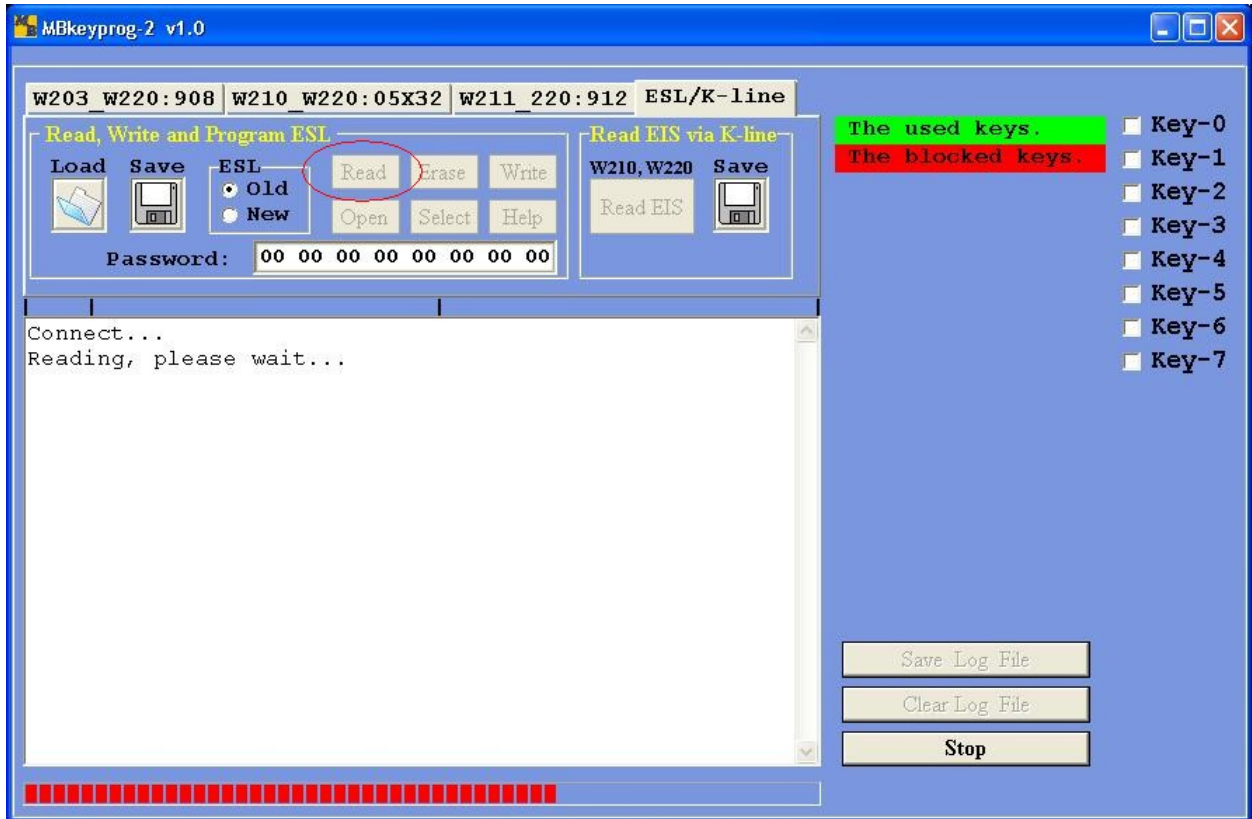 MBkeyprog-2 v1.0
W203_W220:908 W210_W220:05X32 W211_220:912 ESL/K-line
Read, Write and Program ESL
Load Save ESL
Old
New
Read Erase Write
Open Select Help
Password: 00 00 00 00 00 00 00 00
Read EIS via K-line
W210, W220 Save
Read EIS
The used keys.
The blocked keys.
Key-0
Key-1
Key-2
Key-3
Key-4
Key-5
Key-6
Key-7
Connect...
Reading, please wait...
Save Log File
Clear Log File
Stop